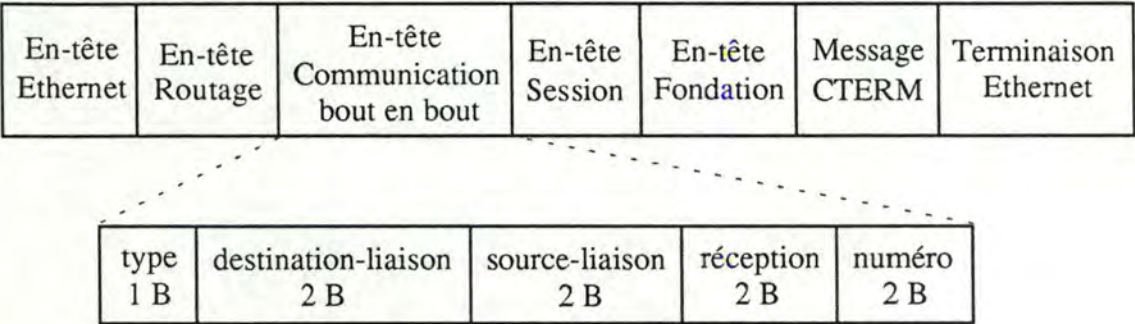 En-tête
Ethernet
En-tête
Routage
En-tête
Communication
bout en bout
En-tête
Session
En-tête
Fondation
Message
CTERM
Terminaison
Ethernet
type
1 B
destination-liaison
2 B
source-liaison
2 B
réception
2 B
numéro
2 B